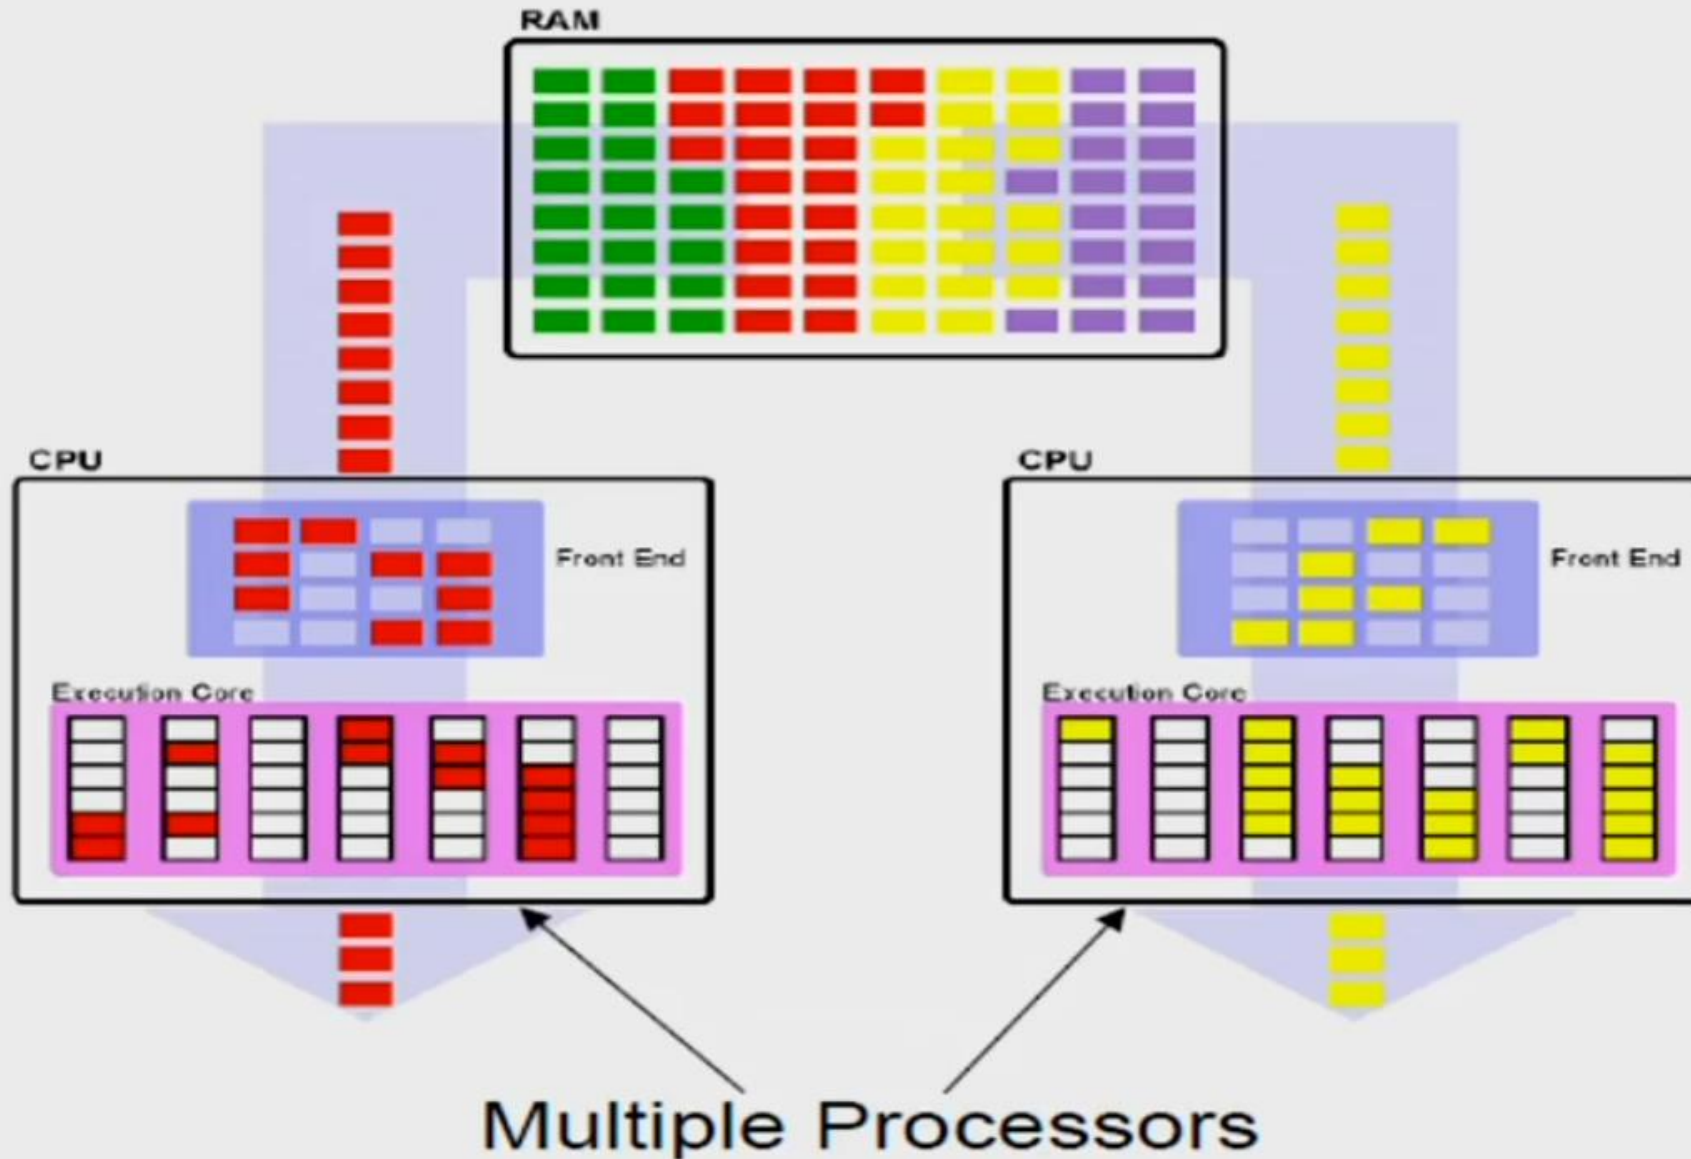 RAM
CPU
CPU
Front End
Front End
Execution Core
Execution Core
Multiple Processors